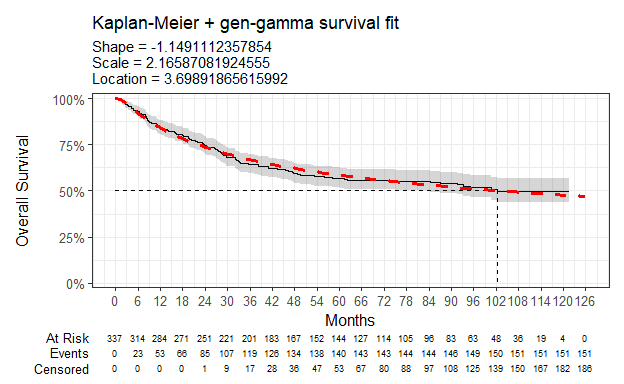 Kaplan-Meier + gen-gamma survival fit
Shape = -1.1491112357854
Scale = 2.16587081924555
Location = 3.69891865615992
100%
75%
50%
25%
0%
Overall Survival
0 6 12 18 24 30 36 42 48 54 60 66 72 78 84 90 96 102 108 114 120 126
Months
At Risk 337 314 284 271 251 221 201 183 167 152 144 127 114 105 96 83 63 48 36 19 4 0
Events 0 23 53 66 85 107 119 126 134 138 140 143 143 144 144 146 149 150 151 151 151 151
Censored 0 0 0 0 1 9 17 28 36 47 53 67 80 88 97 108 125 139 150 167 182 186